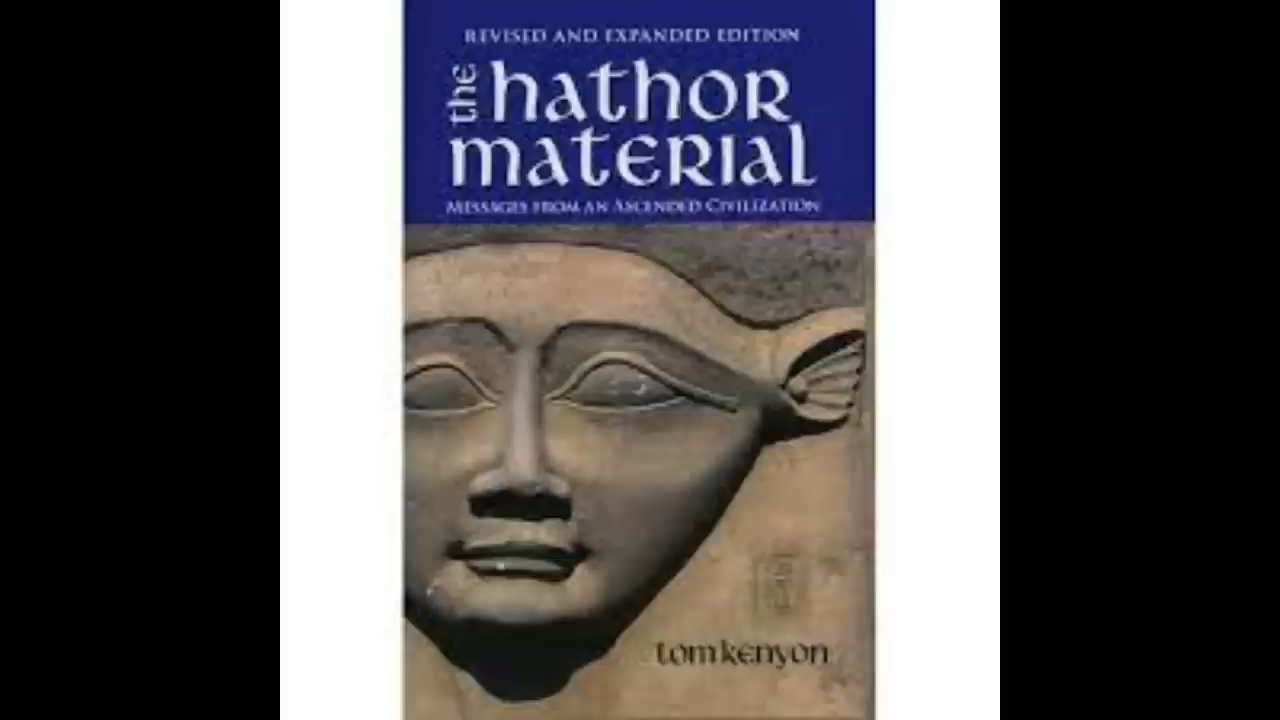 REVISED AND EXPANDED EDITION
the hathor
material
MESSAGES FROM AN ASCENDED CIVILIZATION
tom kenyon